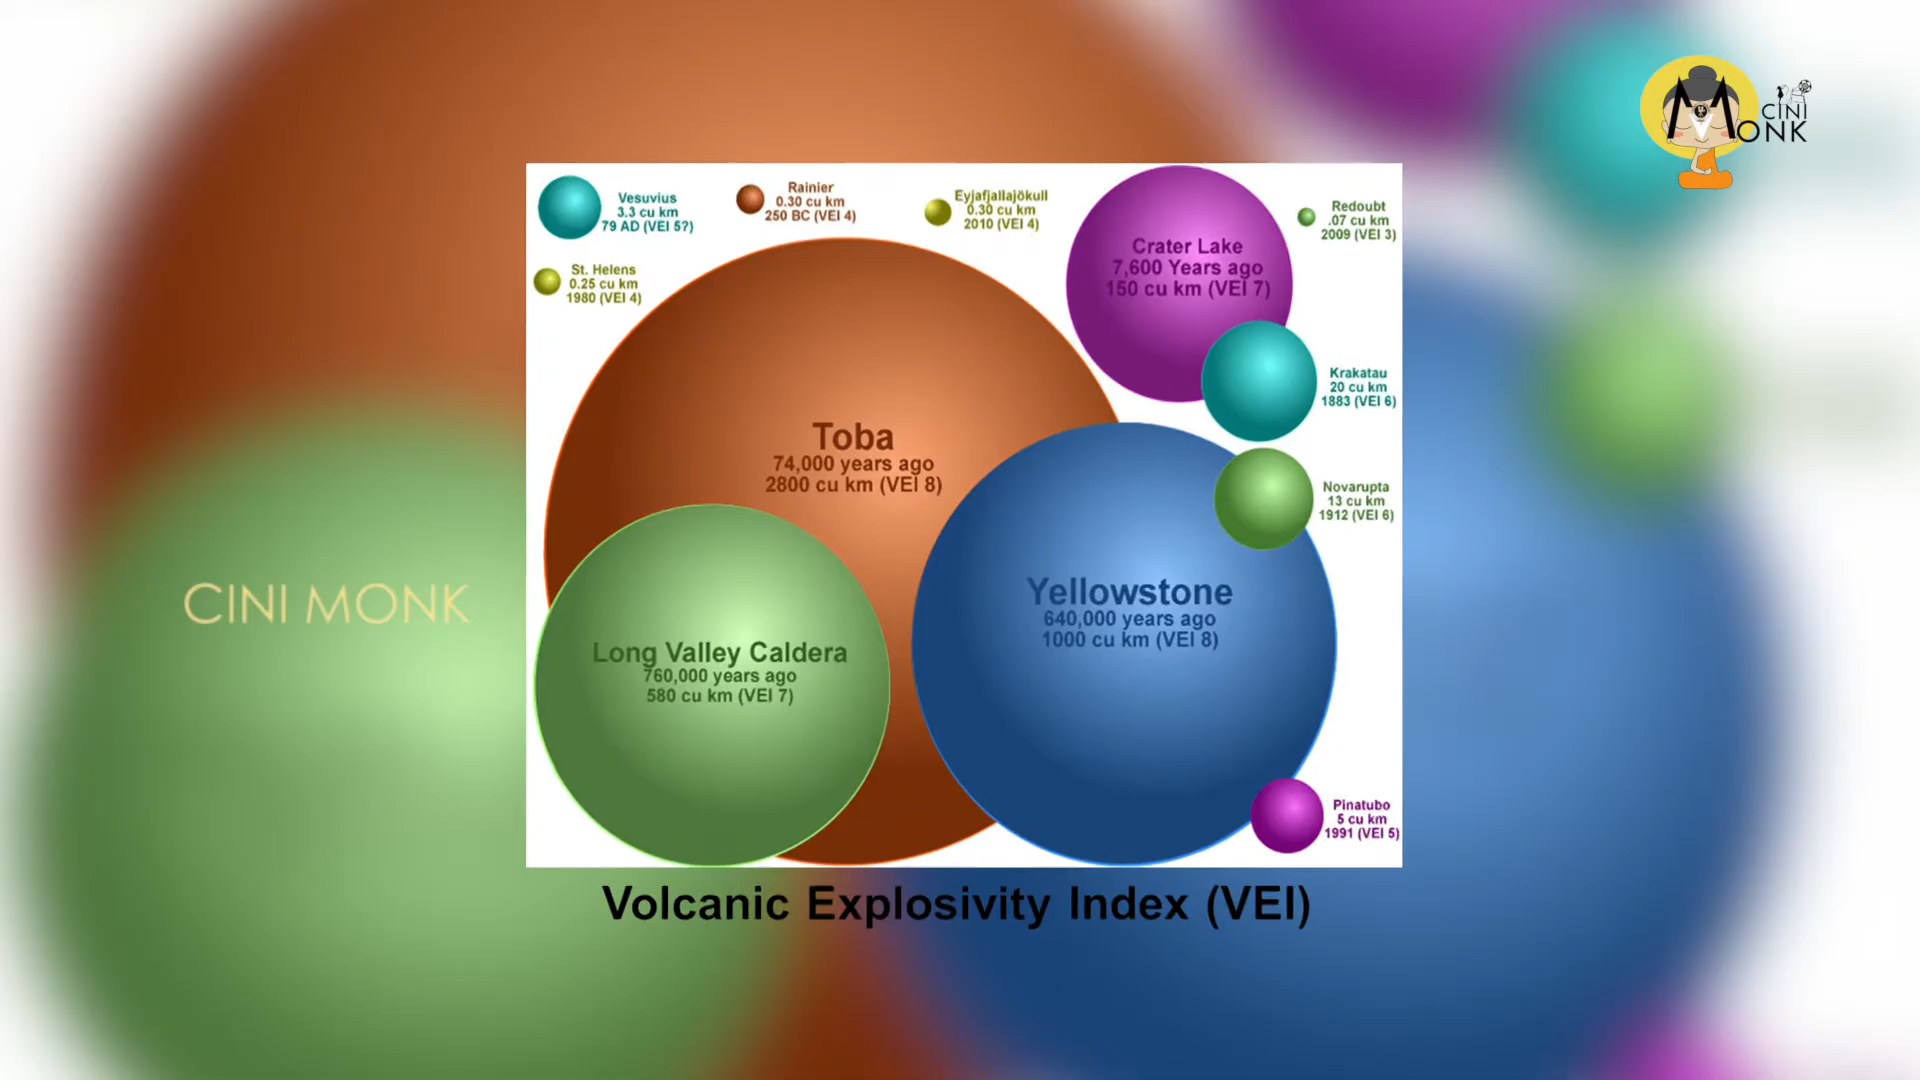 CINI
MONK
Vesuvius
3.3 cu km
79 AD (VEI 5?)
Rainier
0.30 cu km
250 BC (VEI 4)
Eyjafjallajökull
0.30 cu km
2010 (VEI 4)
Crater Lake
7,600 Years ago
150 cu km (VEI 7)
Redoubt
.07 cu km
2009 (VEI 3)
St. Helens
0.25 cu km
1980 (VEI 4)
Krakatau
20 cu km
1883 (VEI 6)
Toba
74,000 years ago
2800 cu km (VEI 8)
Novarupta
13 cu km
1912 (VEI 6)
Yellowstone
640,000 years ago
1000 cu km (VEI 8)
CINI MONK
Long Valley Caldera
760,000 years ago
580 cu km (VEI 7)
Pinatubo
5 cu km
1991 (VEI 5)
Volcanic Explosivity Index (VEI)